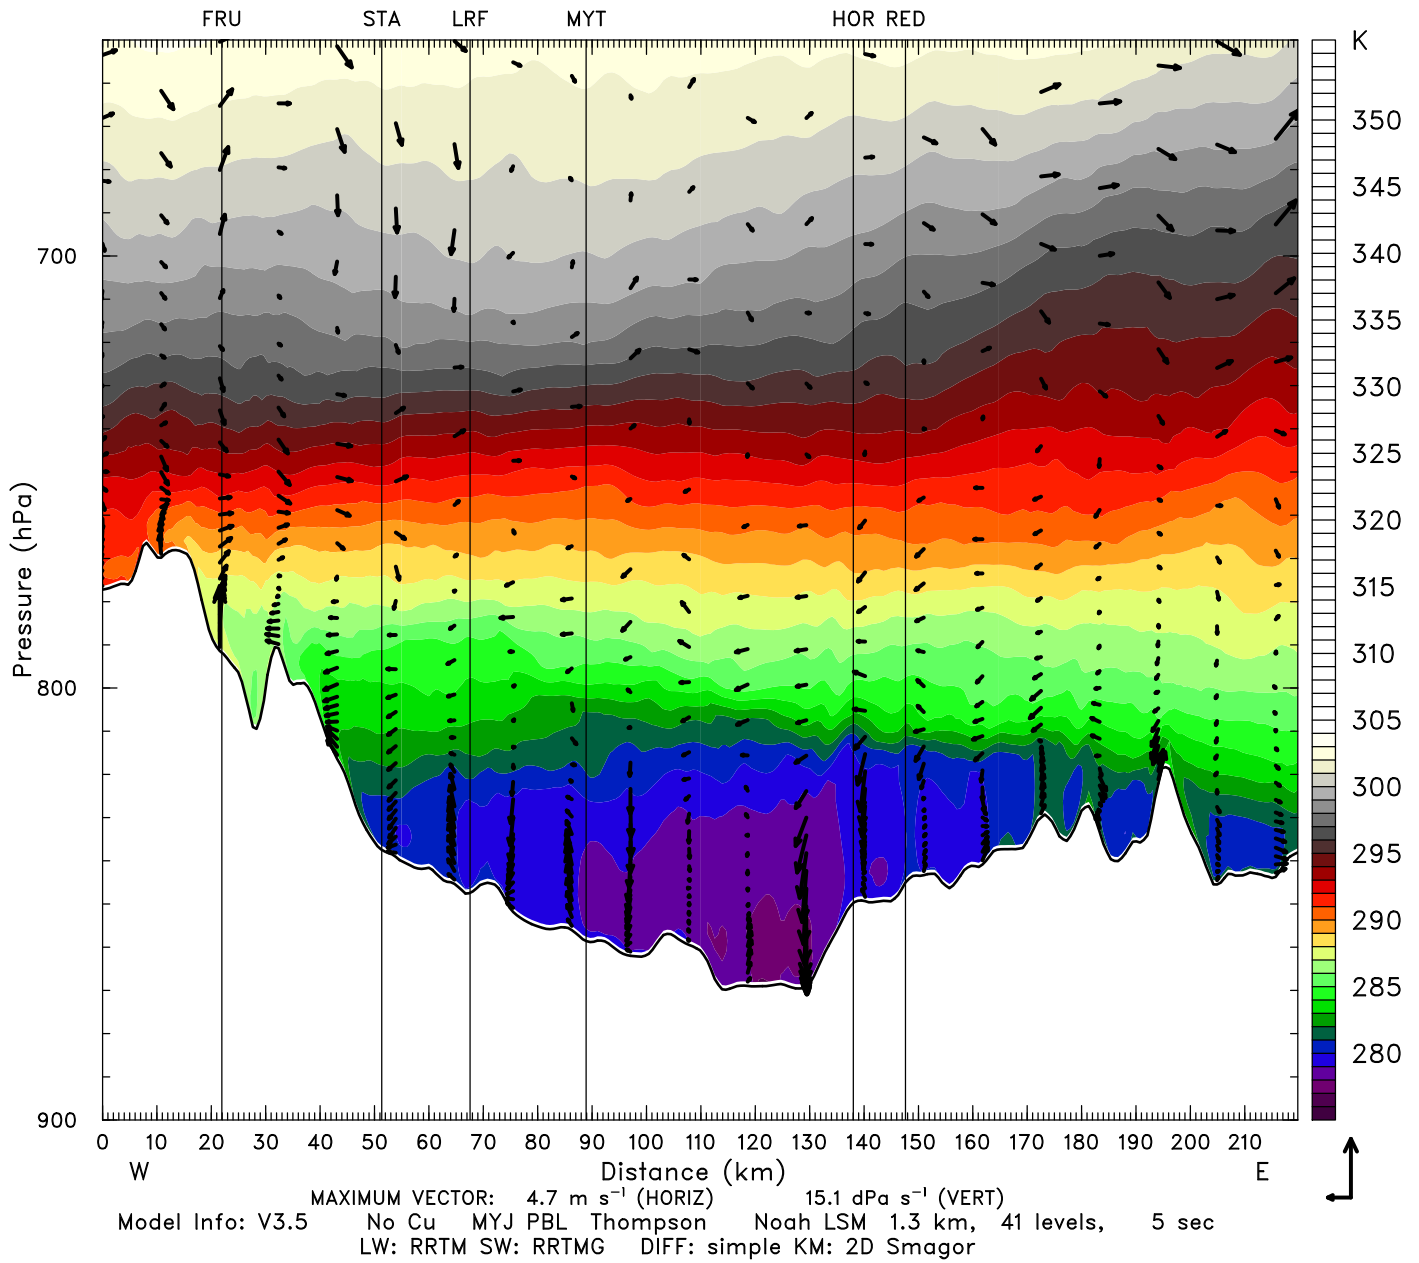 FRU STA LRF MYT HOR RED
K
350
345
340
335
330
325
320
315
310
305
300
295
290
285
280
Pressure (hPa)
700
800
900
0 10 20 30 40 50 60 70 80 90 100 110 120 130 140 150 160 170 180 190 200 210
W Distance (km) E
MAXIMUM VECTOR: 4.7 m s⁻¹ (HORIZ) 15.1 dPa s⁻¹ (VERT)
Model Info: V3.5 No Cu MYJ PBL Thompson Noah LSM 1.3 km, 41 levels, 5 sec
LW: RRTM SW: RRTMG DIFF: simple KM: 2D Smagor